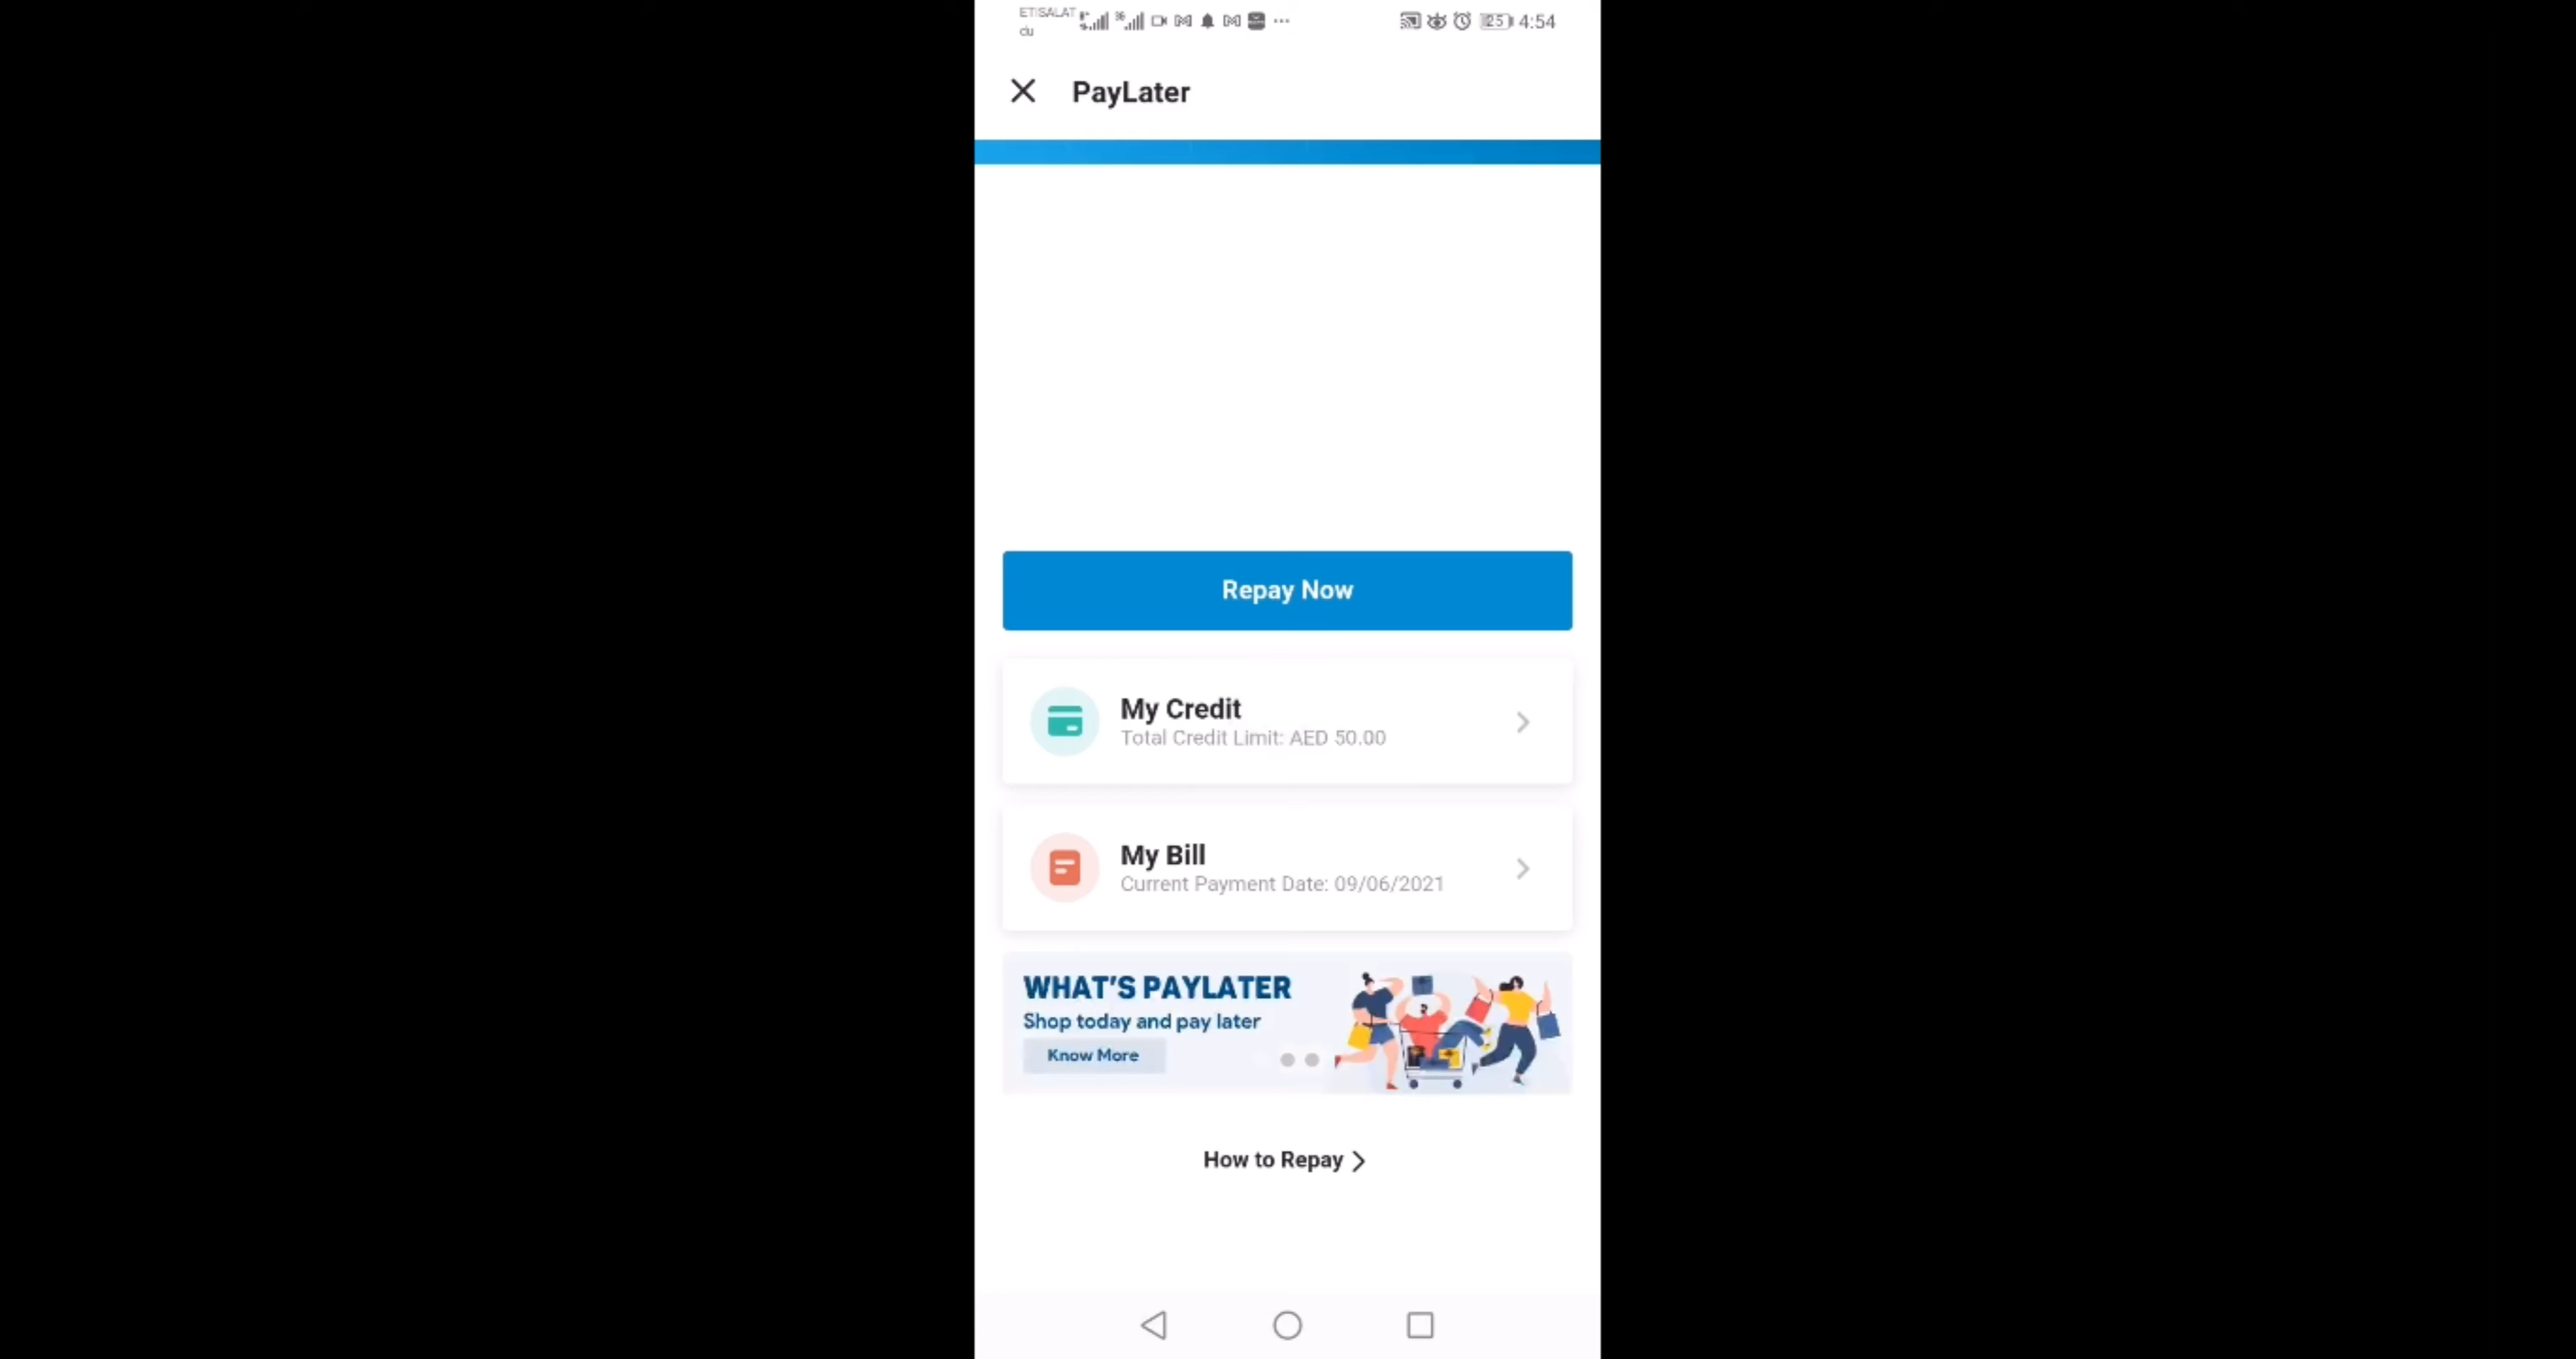 ETISALAT
du
25
4:54
PayLater
Repay Now
My Credit
Total Credit Limit: AED 50.00
My Bill
Current Payment Date: 09/06/2021
WHAT'S PAYLATER
Shop today and pay later
Know More
How to Repay